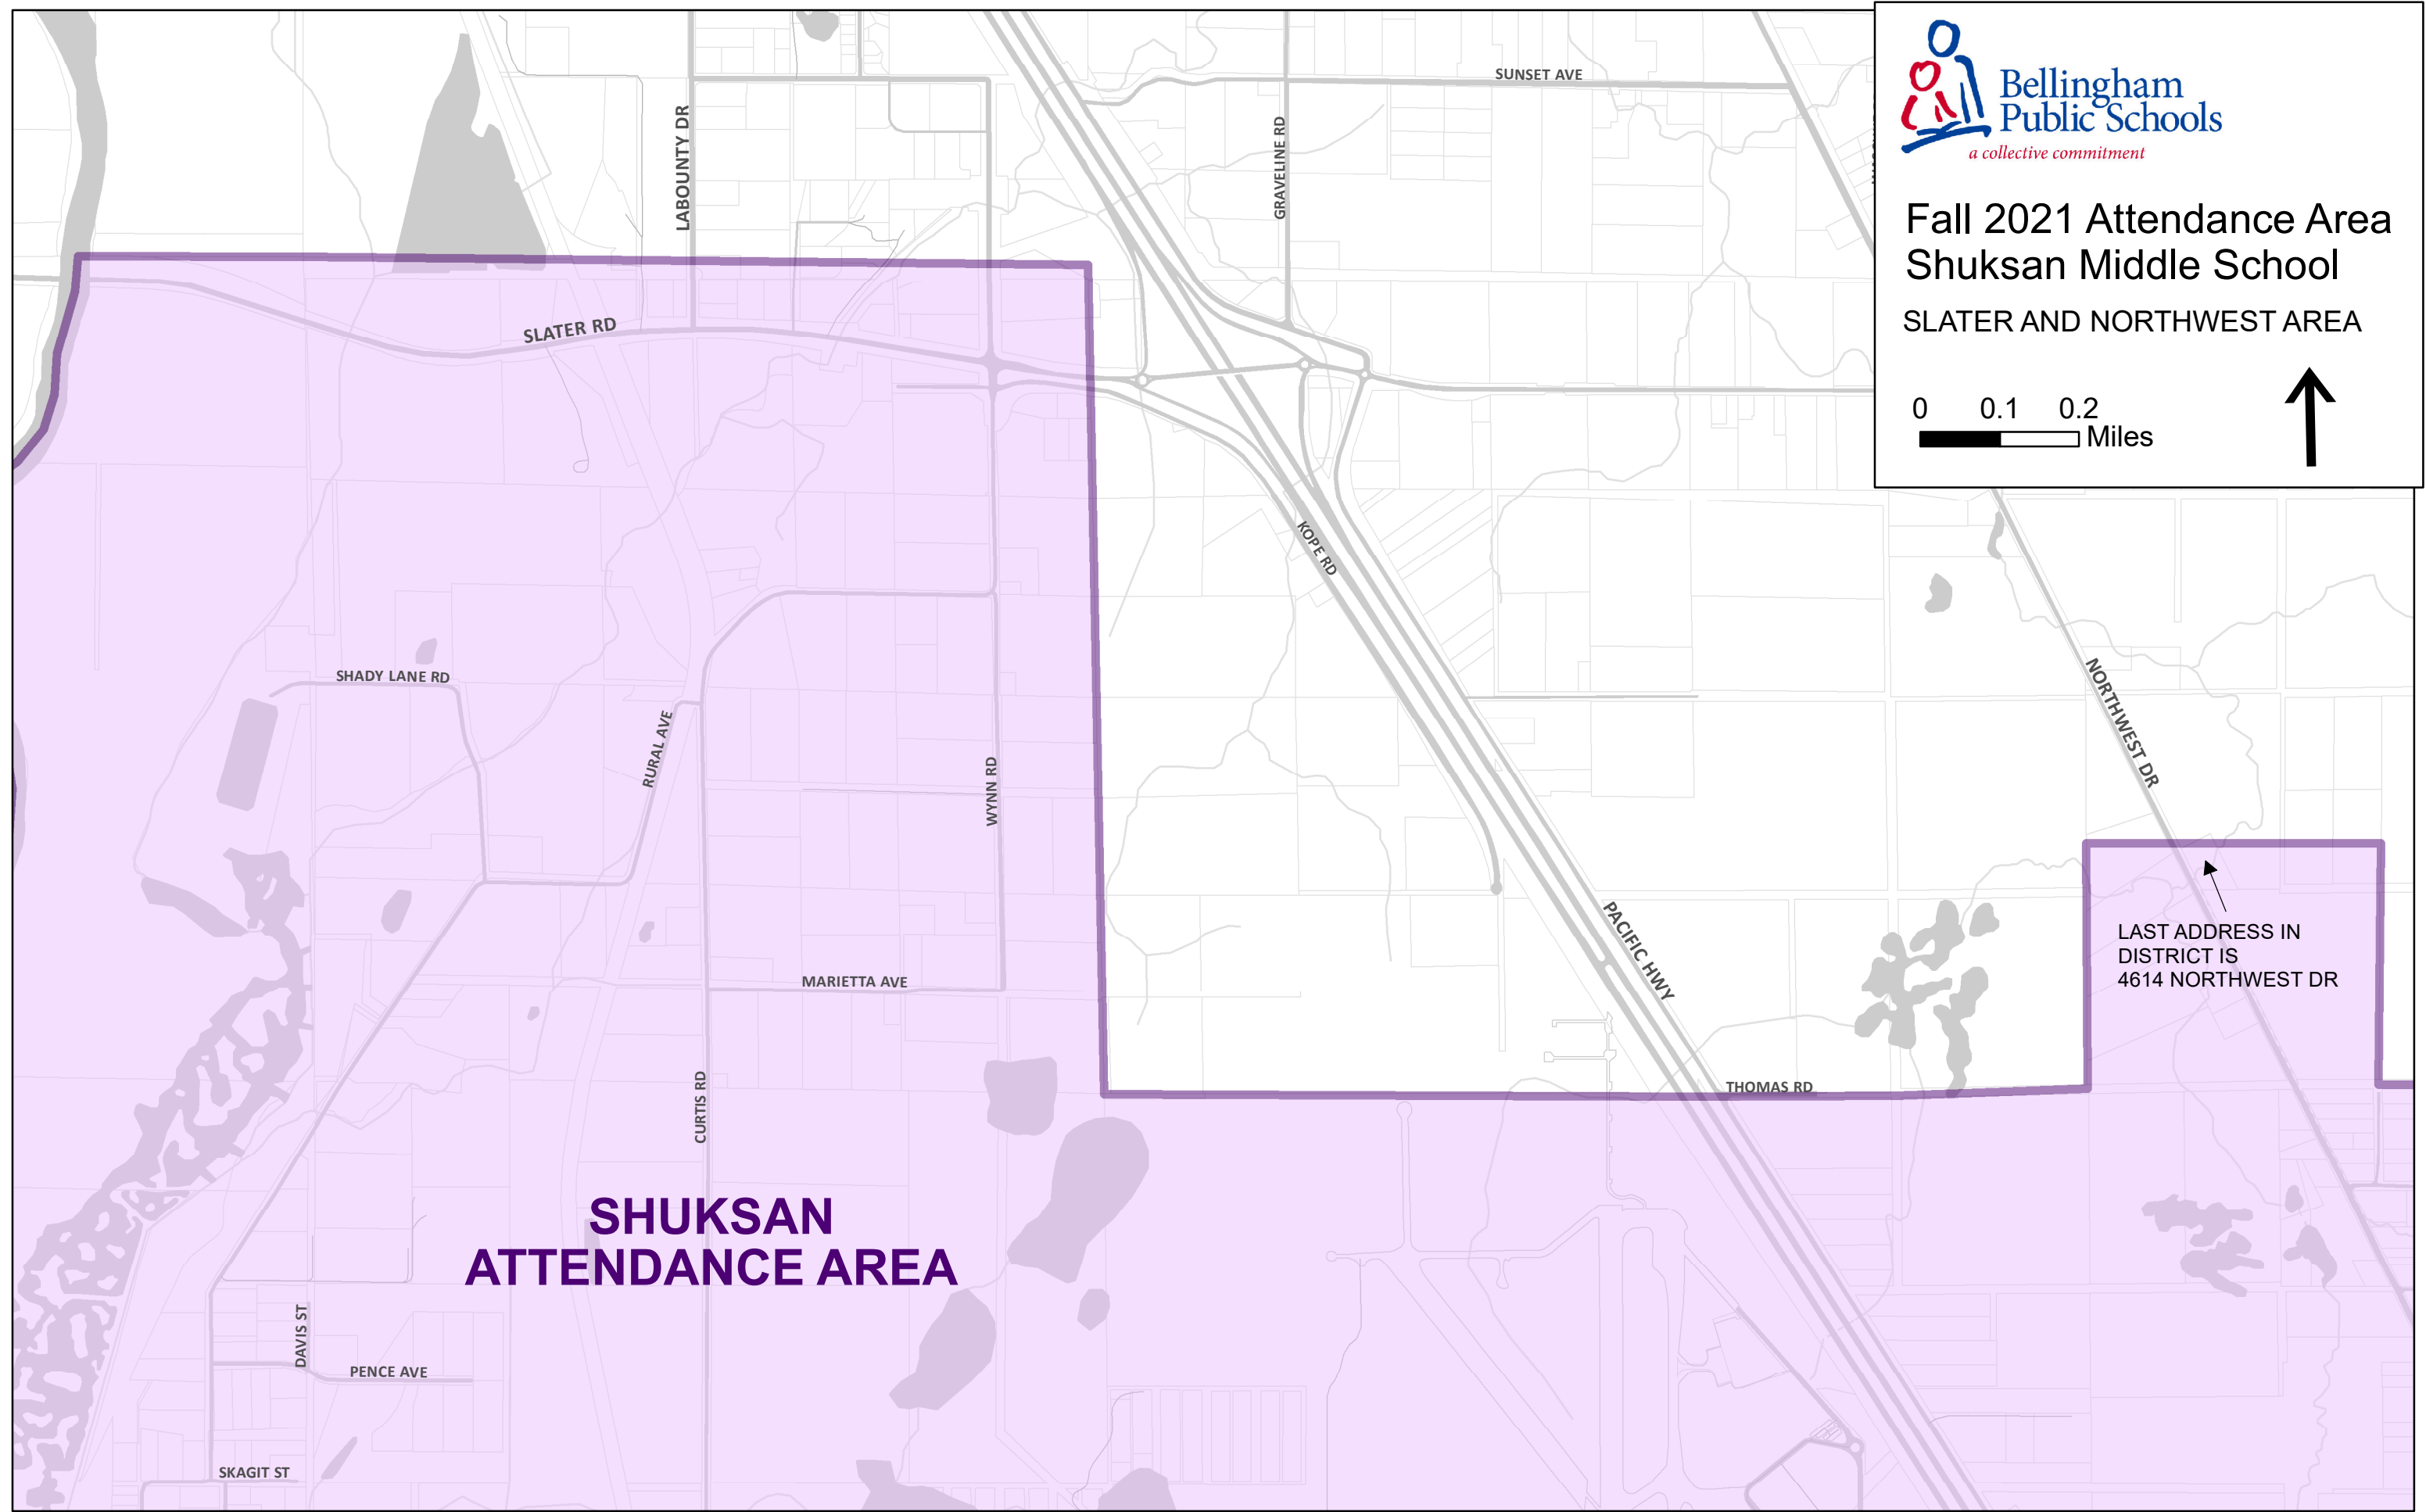 Bellingham
Public Schools
a collective commitment
Fall 2021 Attendance Area
Shuksan Middle School
SLATER AND NORTHWEST AREA
0 0.1 0.2
Miles
SUNSET AVE
LABOUNTY DR
GRAVELINE RD
SLATER RD
KOPE RD
SHADY LANE RD
RURAL AVE
WYNN RD
NORTHWEST DR
PACIFIC HWY
LAST ADDRESS IN
DISTRICT IS
4614 NORTHWEST DR
MARIETTA AVE
CURTIS RD
THOMAS RD
SHUKSAN
ATTENDANCE AREA
DAVIS ST
PENCE AVE
SKAGIT ST